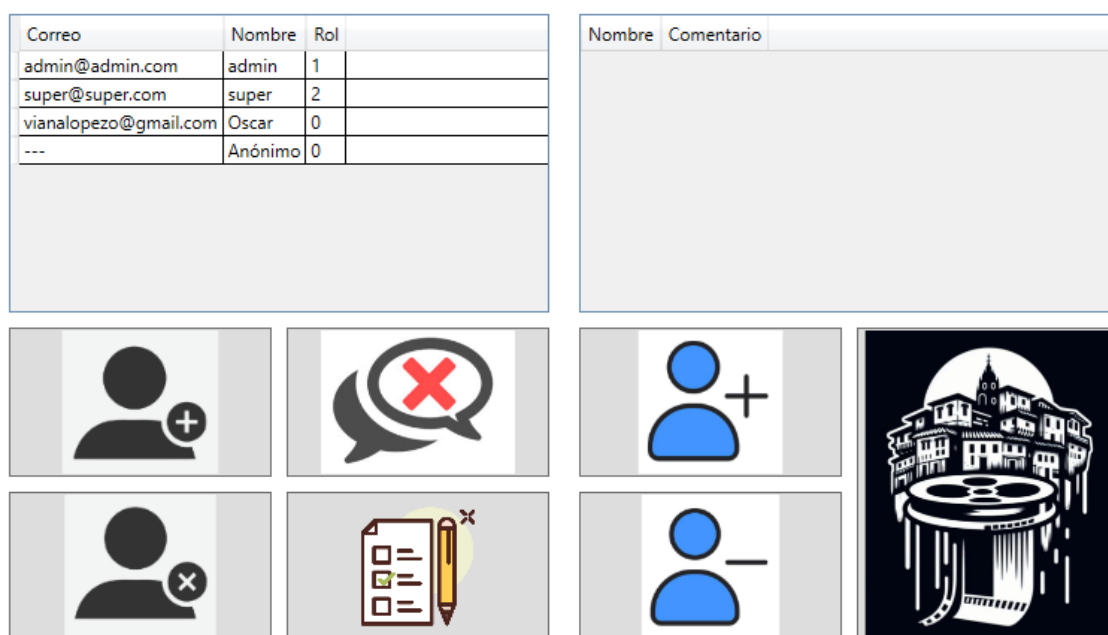 Correo Nombre Rol
admin@admin.com admin 1
super@super.com super 2
vianalopezo@gmail.com Oscar 0
--- Anónimo 0
Nombre Comentario